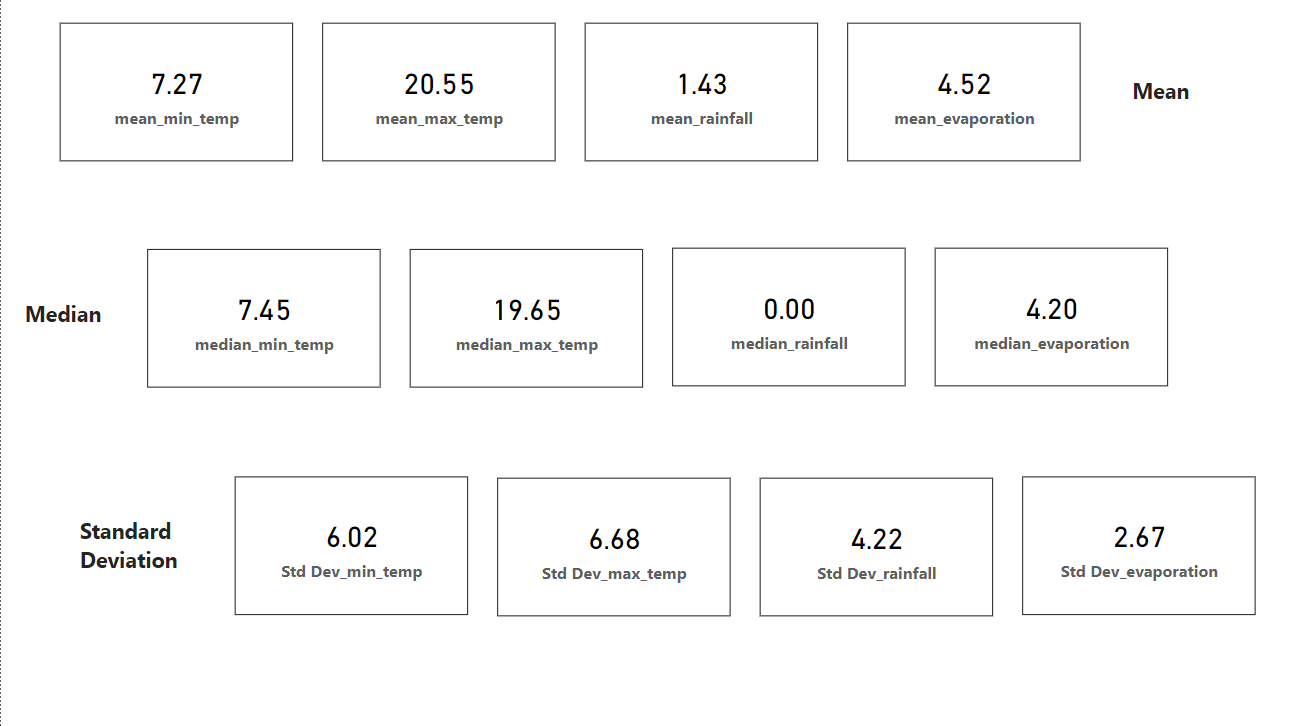 7.27
mean_min_temp
20.55
mean_max_temp
1.43
mean_rainfall
4.52
mean_evaporation
Mean
Median
7.45
median_min_temp
19.65
median_max_temp
0.00
median_rainfall
4.20
median_evaporation
Standard
Deviation
6.02
Std Dev_min_temp
6.68
Std Dev_max_temp
4.22
Std Dev_rainfall
2.67
Std Dev_evaporation